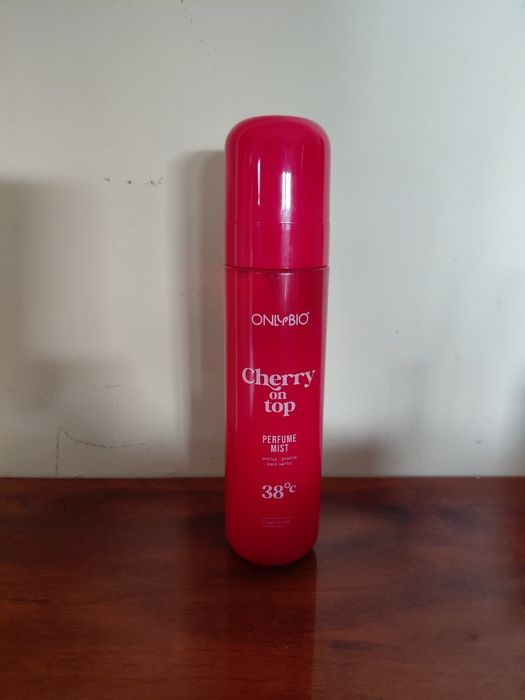 ONLYBIO®
Cherry
on
top
PERFUME
MIST
38°C